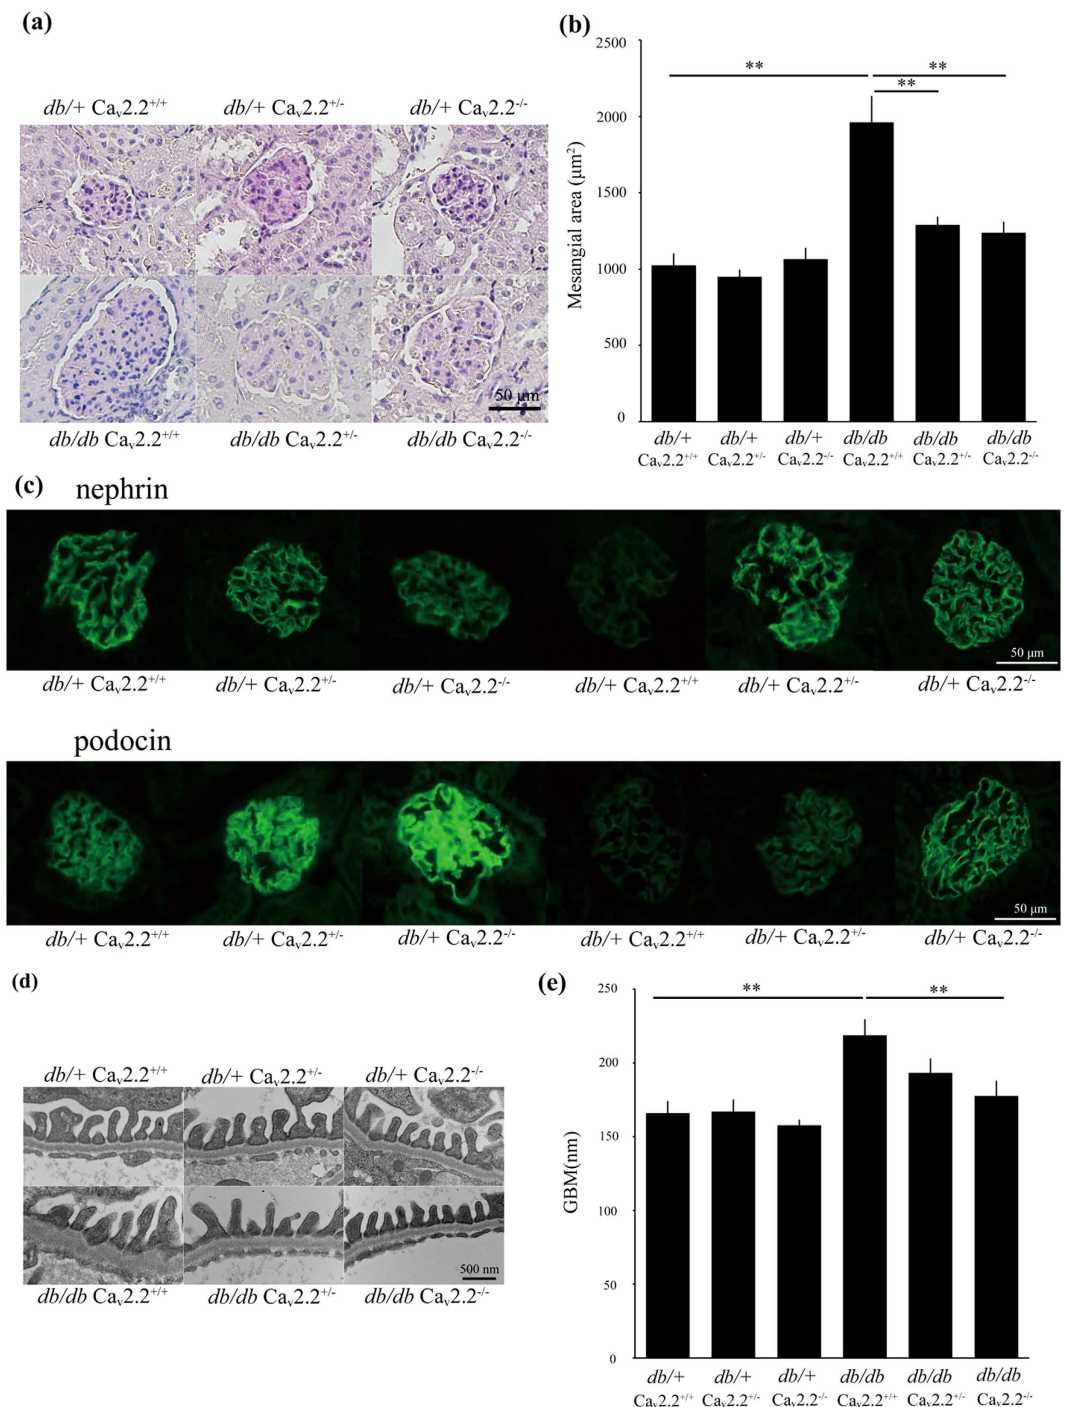 (a)
db/+ Cav2.2+/+ db/+ Cav2.2+/- db/+ Cav2.2-/-
50 μm
db/db Cav2.2+/+ db/db Cav2.2+/- db/db Cav2.2-/-
(b)
2500
2000
1500
1000
500
0
Mesangial area (μm2)
**
**
**
db/+ db/+ db/+ db/db db/db db/db
Cav2.2+/+ Cav2.2+/- Cav2.2-/- Cav2.2+/+ Cav2.2+/- Cav2.2-/-
(c)
nephrin
50 μm
db/+ Cav2.2+/+ db/+ Cav2.2+/- db/+ Cav2.2-/- db/+ Cav2.2+/+ db/+ Cav2.2+/- db/+ Cav2.2-/-
podocin
50 μm
db/+ Cav2.2+/+ db/+ Cav2.2+/- db/+ Cav2.2-/- db/+ Cav2.2+/+ db/+ Cav2.2+/- db/+ Cav2.2-/-
(d)
db/+ Cav2.2+/+ db/+ Cav2.2+/- db/+ Cav2.2-/-
500 nm
db/db Cav2.2+/+ db/db Cav2.2+/- db/db Cav2.2-/-
(e)
250
200
150
100
50
0
GBM(nm)
**
**
db/+ db/+ db/+ db/db db/db db/db
Cav2.2+/+ Cav2.2+/- Cav2.2-/- Cav2.2+/+ Cav2.2+/- Cav2.2-/-